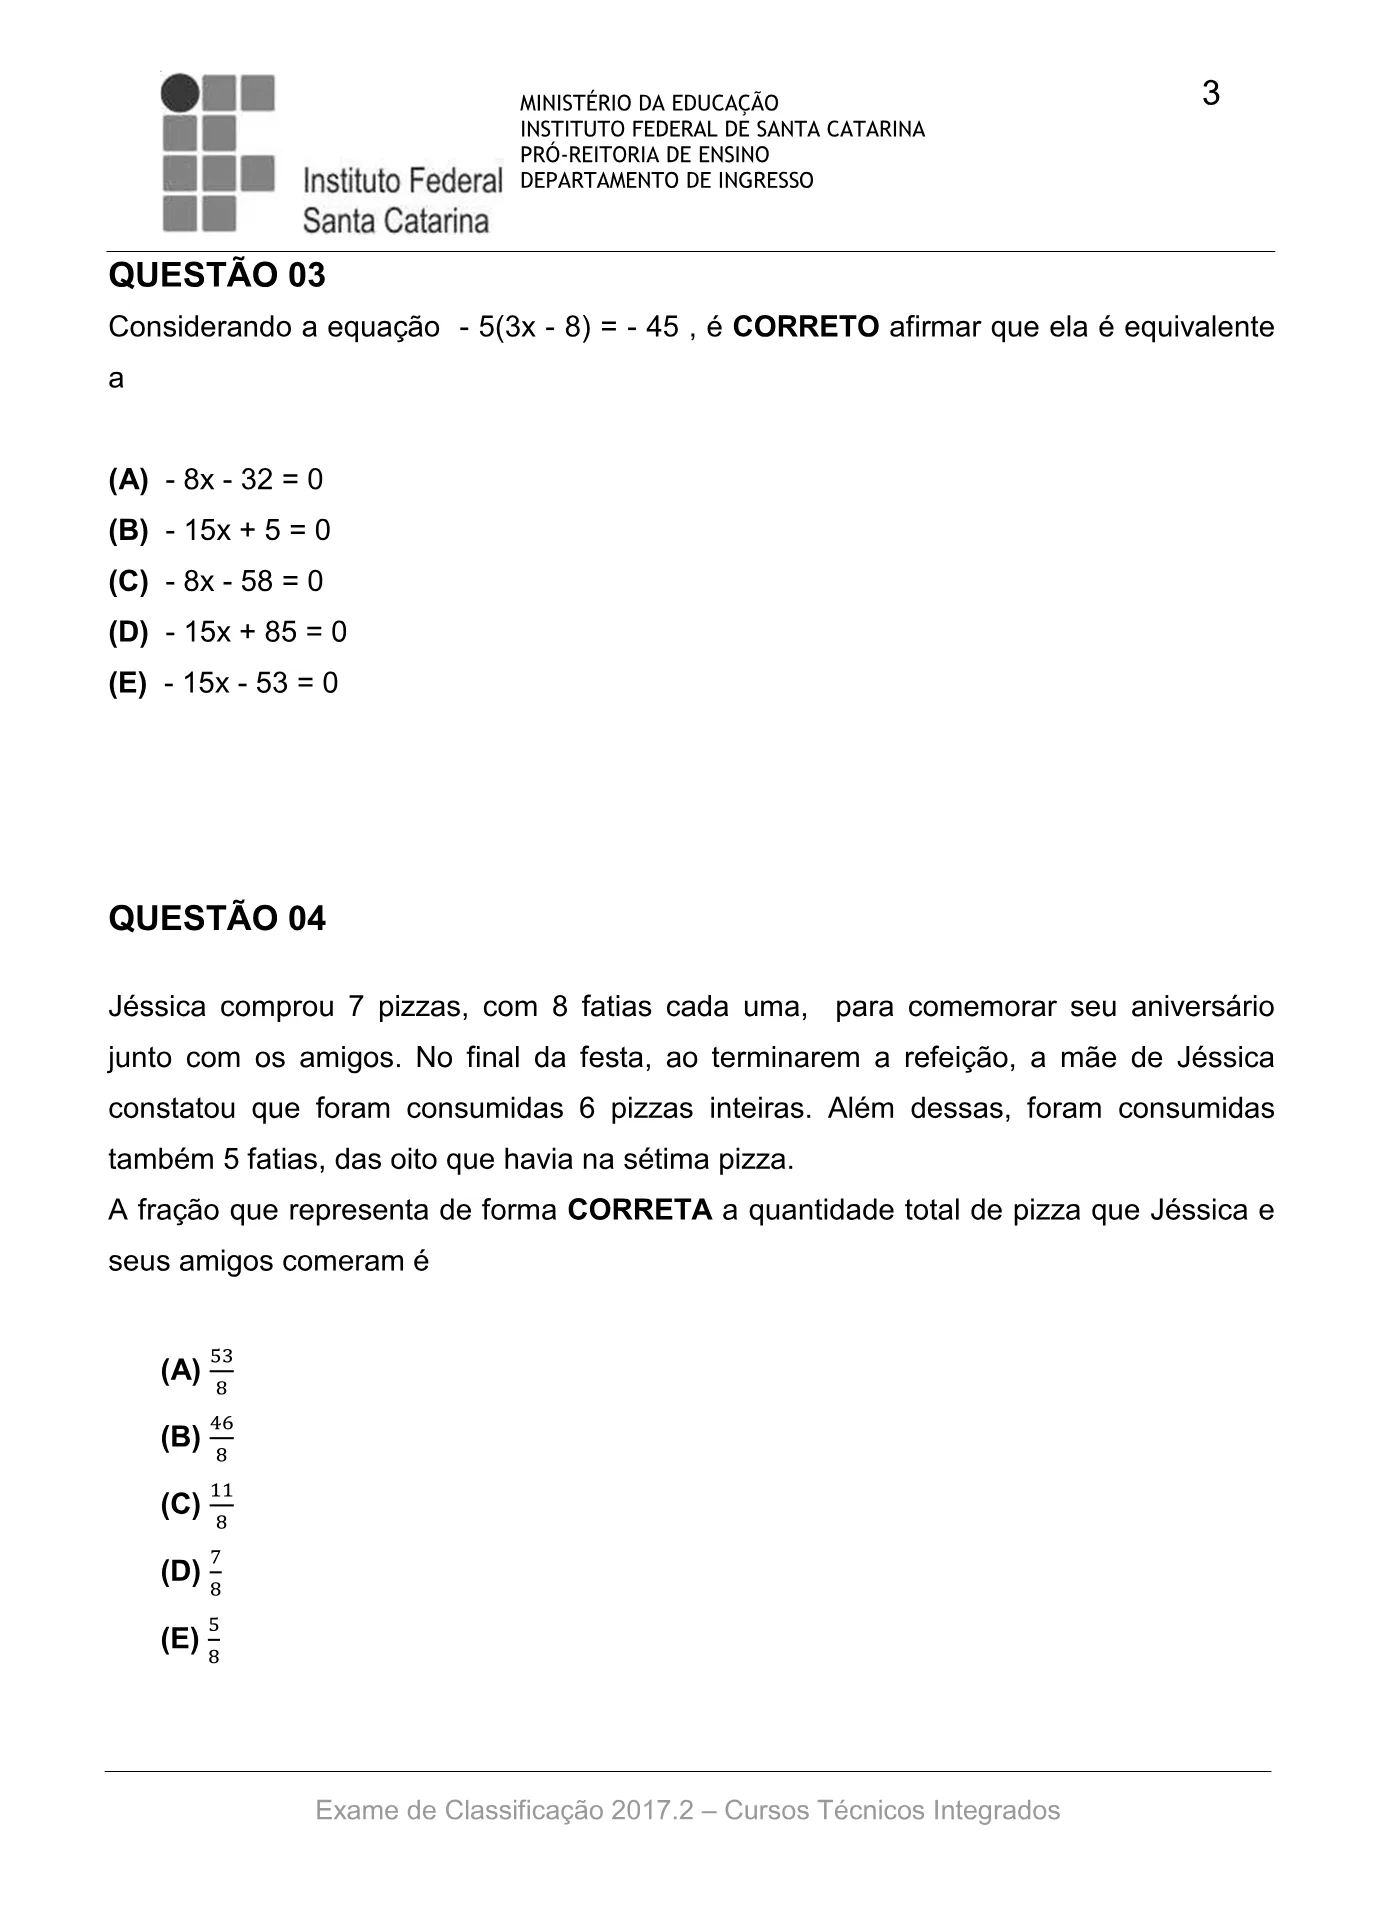 3
MINISTÉRIO DA EDUCAÇÃO
INSTITUTO FEDERAL DE SANTA CATARINA
PRÓ-REITORIA DE ENSINO
DEPARTAMENTO DE INGRESSO
Instituto Federal
Santa Catarina
QUESTÃO 03
Considerando a equação - 5(3x - 8) = - 45 , é CORRETO afirmar que ela é equivalente
a
(A) - 8x - 32 = 0
(B) - 15x + 5 = 0
(C) - 8x - 58 = 0
(D) - 15x + 85 = 0
(E) - 15x - 53 = 0
QUESTÃO 04
Jéssica comprou 7 pizzas, com 8 fatias cada uma, para comemorar seu aniversário
junto com os amigos. No final da festa, ao terminarem a refeição, a mãe de Jéssica
constatou que foram consumidas 6 pizzas inteiras. Além dessas, foram consumidas
também 5 fatias, das oito que havia na sétima pizza.
A fração que representa de forma CORRETA a quantidade total de pizza que Jéssica e
seus amigos comeram é
(A) 53/8
(B) 46/8
(C) 11/8
(D) 7/8
(E) 5/8
Exame de Classificação 2017.2 – Cursos Técnicos Integrados